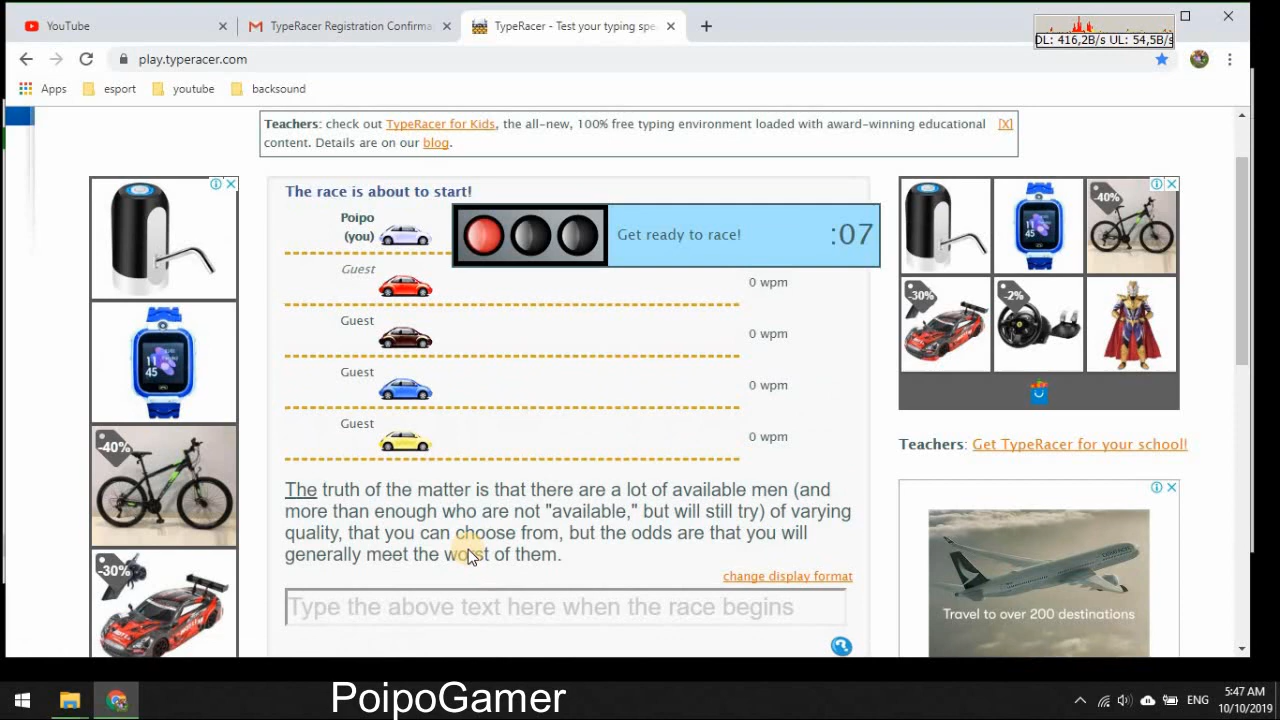 YouTube
TypeRacer Registration Confirma
TypeRacer - Test your typing spe
DL: 416,2B/s UL: 54,5B/s
play.typeracer.com
Apps
esport
youtube
backsound
Teachers: check out TypeRacer for Kids, the all-new, 100% free typing environment loaded with award-winning educational
content. Details are on our blog.
[X]
The race is about to start!
Poipo
(you)
Get ready to race!
:07
Guest
0 wpm
Guest
0 wpm
Guest
0 wpm
Guest
0 wpm
The truth of the matter is that there are a lot of available men (and
more than enough who are not "available," but will still try) of varying
quality, that you can choose from, but the odds are that you will
generally meet the worst of them.
change display format
Type the above text here when the race begins
11
45
-40%
-30%
11
45
-40%
-30%
-2%
Teachers: Get TypeRacer for your school!
Travel to over 200 destinations
PoipoGamer
ENG
5:47 AM
10/10/2019